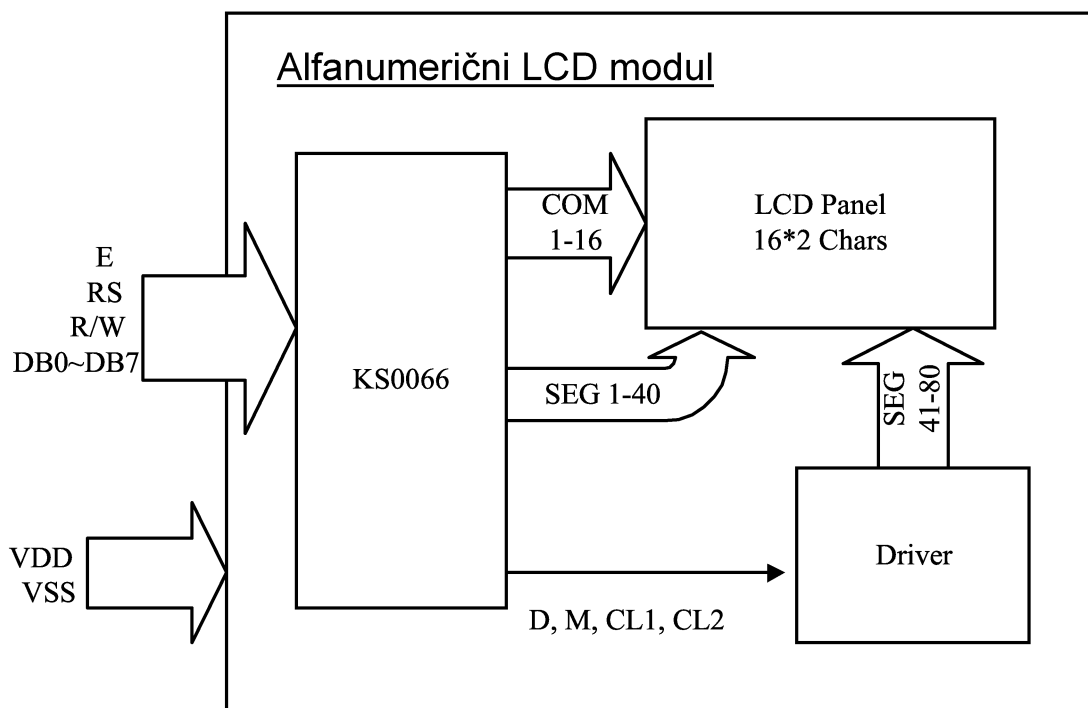 Alfanumerični LCD modul
COM
1-16
LCD Panel
16*2 Chars
E
RS
R/W
DB0~DB7
KS0066
SEG 1-40
SEG
41-80
VDD
VSS
Driver
D, M, CL1, CL2